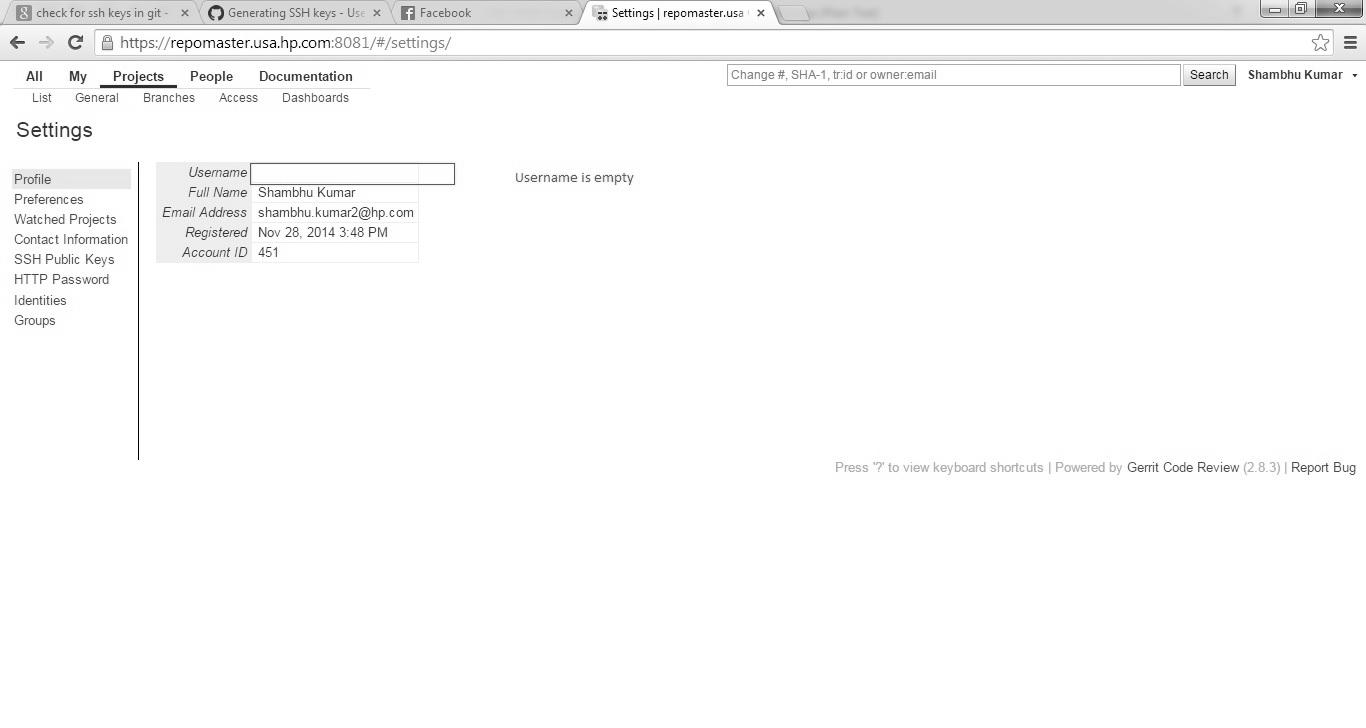 check for ssh keys in git - Generating SSH keys - Use Facebook Settings | repomaster.usa
https://repomaster.usa.hp.com:8081/#/settings/
All My Projects People Documentation Change #, SHA-1, tr:id or owner:email Search Shambhu Kumar
List General Branches Access Dashboards
Settings
Profile
Preferences
Watched Projects
Contact Information
SSH Public Keys
HTTP Password
Identities
Groups
Username
Full Name Shambhu Kumar
Email Address shambhu.kumar2@hp.com
Registered Nov 28, 2014 3:48 PM
Account ID 451
Username is empty
Press '?' to view keyboard shortcuts | Powered by Gerrit Code Review (2.8.3) | Report Bug